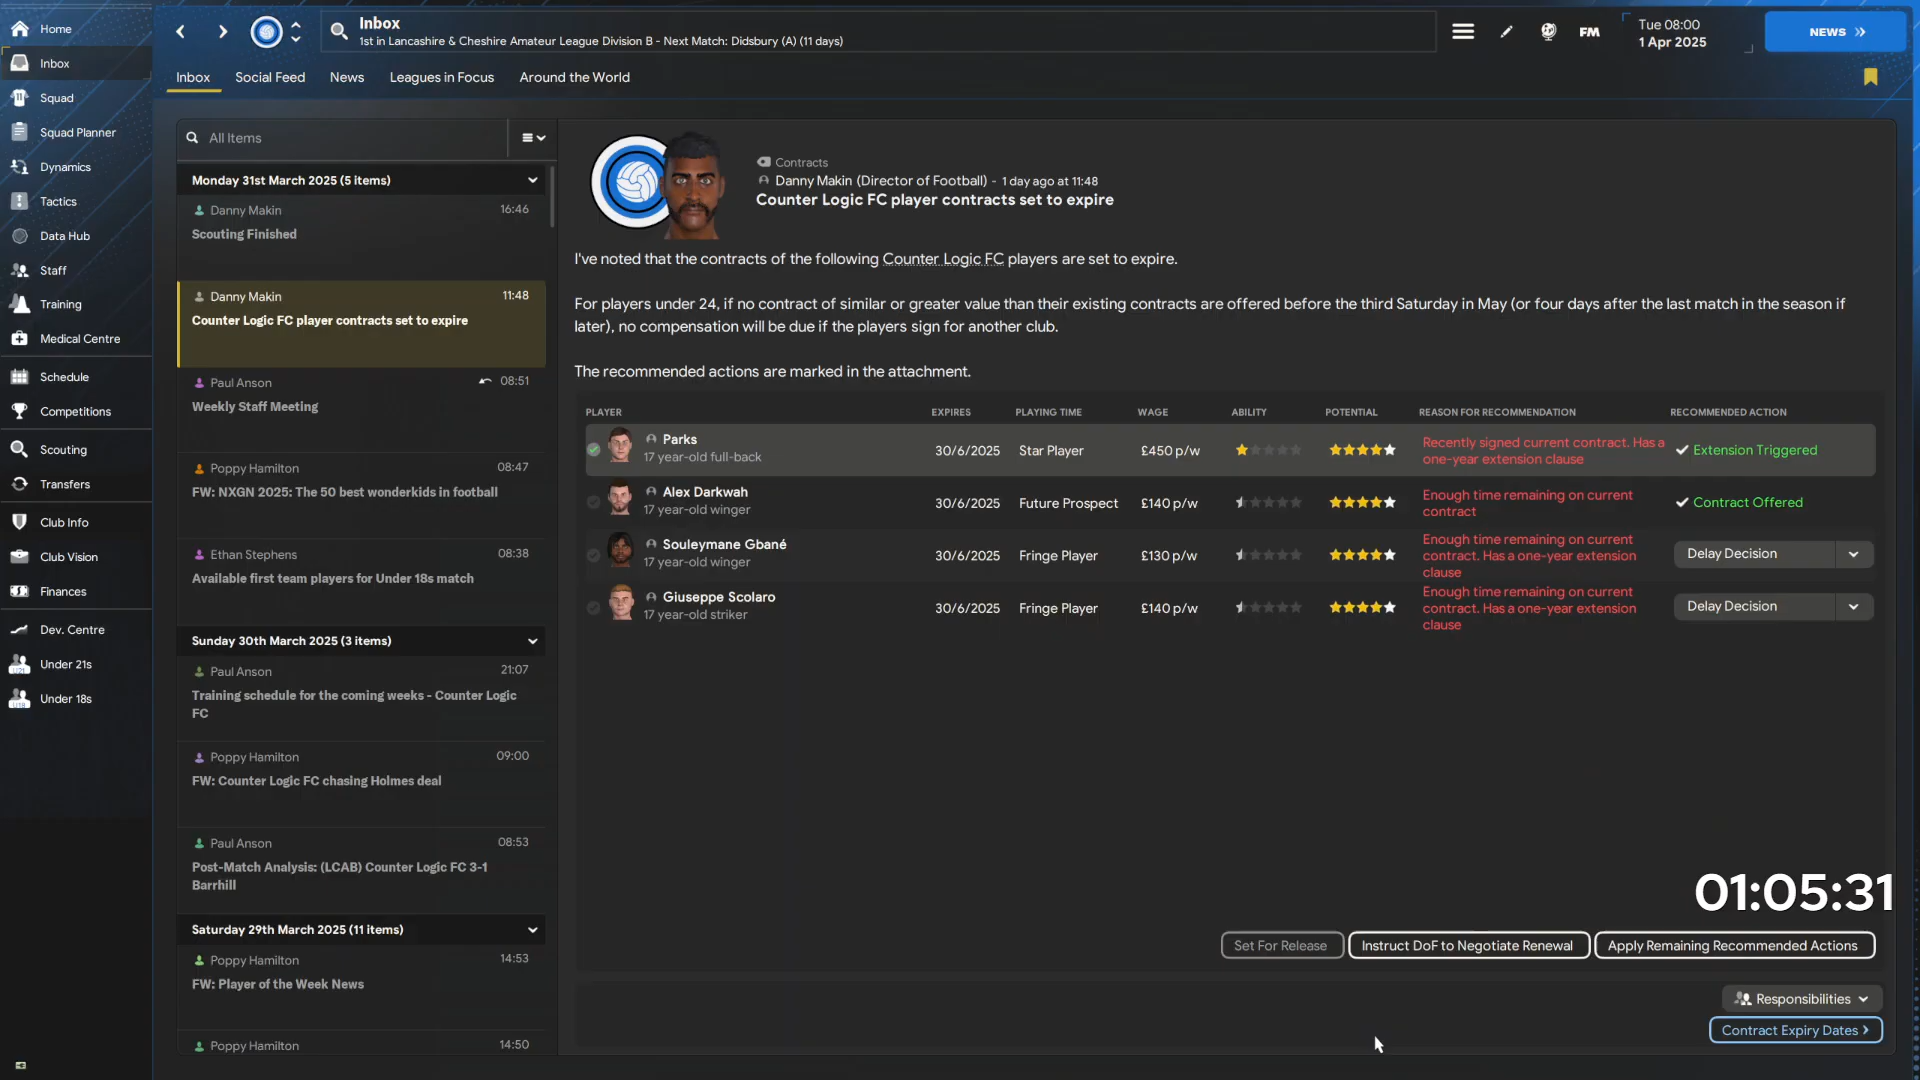 Home
Inbox
Squad
Squad Planner
Dynamics
Tactics
Data Hub
Staff
Training
Medical Centre
Schedule
Competitions
Scouting
Transfers
Club Info
Club Vision
Finances
Dev. Centre
Under 21s
Under 18s
Inbox
1st in Lancashire & Cheshire Amateur League Division B - Next Match: Didsbury (A) (11 days)
FM
Tue 08:00
1 Apr 2025
NEWS
Inbox
Social Feed
News
Leagues in Focus
Around the World
All Items
Monday 31st March 2025 (5 items)
Danny Makin 16:46
Scouting Finished
Danny Makin 11:48
Counter Logic FC player contracts set to expire
Paul Anson 08:51
Weekly Staff Meeting
Poppy Hamilton 08:47
FW: NXGN 2025: The 50 best wonderkids in football
Ethan Stephens 08:38
Available first team players for Under 18s match
Sunday 30th March 2025 (3 items)
Paul Anson 21:07
Training schedule for the coming weeks - Counter Logic
FC
Poppy Hamilton 09:00
FW: Counter Logic FC chasing Holmes deal
Paul Anson 08:53
Post-Match Analysis: (LCAB) Counter Logic FC 3-1
Barrhill
Saturday 29th March 2025 (11 items)
Poppy Hamilton 14:53
FW: Player of the Week News
Poppy Hamilton 14:50
Contracts
Danny Makin (Director of Football) - 1 day ago at 11:48
Counter Logic FC player contracts set to expire
I've noted that the contracts of the following Counter Logic FC players are set to expire.
For players under 24, if no contract of similar or greater value than their existing contracts are offered before the third Saturday in May (or four days after the last match in the season if
later), no compensation will be due if the players sign for another club.
The recommended actions are marked in the attachment.
PLAYER EXPIRES PLAYING TIME WAGE ABILITY POTENTIAL REASON FOR RECOMMENDATION RECOMMENDED ACTION
Parks
17 year-old full-back
30/6/2025 Star Player £450 p/w
Recently signed current contract. Has a
one-year extension clause
Extension Triggered
Alex Darkwah
17 year-old winger
30/6/2025 Future Prospect £140 p/w
Enough time remaining on current
contract
Contract Offered
Souleymane Gbané
17 year-old winger
30/6/2025 Fringe Player £130 p/w
Enough time remaining on current
contract. Has a one-year extension
clause
Delay Decision
Giuseppe Scolaro
17 year-old striker
30/6/2025 Fringe Player £140 p/w
Enough time remaining on current
contract. Has a one-year extension
clause
Delay Decision
01:05:31
Set For Release
Instruct DoF to Negotiate Renewal
Apply Remaining Recommended Actions
Responsibilities
Contract Expiry Dates